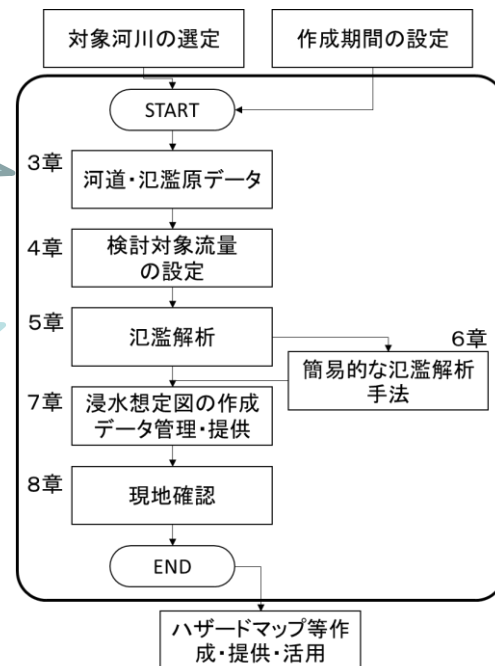 対象河川の選定
作成期間の設定
START
3章
河道・氾濫原データ
4章
検討対象流量
の設定
5章
氾濫解析
6章
簡易的な氾濫解析
手法
7章
浸水想定図の作成
データ管理・提供
8章
現地確認
END
ハザードマップ等作
成・提供・活用